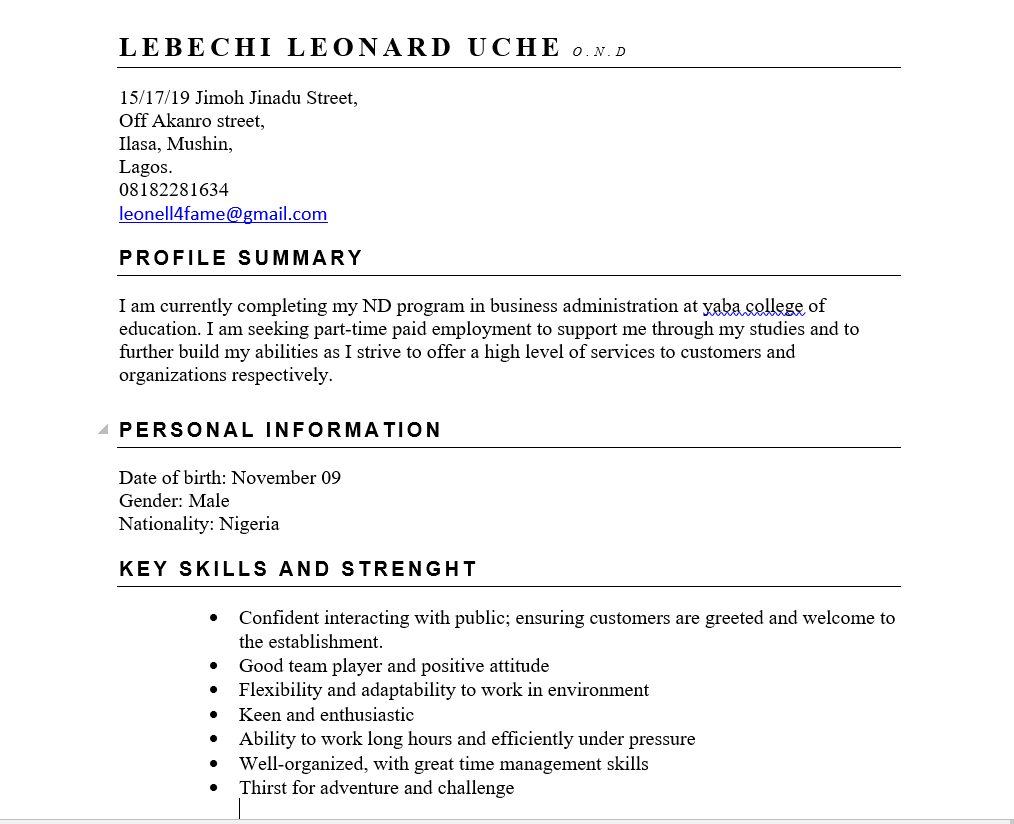 LEBECHI LEONARD UCHE O.N.D
15/17/19 Jimoh Jinadu Street,
Off Akanro street,
Ilasa, Mushin,
Lagos.
08182281634
leonell4fame@gmail.com
PROFILE SUMMARY
I am currently completing my ND program in business administration at yaba college of
education. I am seeking part-time paid employment to support me through my studies and to
further build my abilities as I strive to offer a high level of services to customers and
organizations respectively.
PERSONAL INFORMATION
Date of birth: November 09
Gender: Male
Nationality: Nigeria
KEY SKILLS AND STRENGHT
• Confident interacting with public; ensuring customers are greeted and welcome to
the establishment.
• Good team player and positive attitude
• Flexibility and adaptability to work in environment
• Keen and enthusiastic
• Ability to work long hours and efficiently under pressure
• Well-organized, with great time management skills
• Thirst for adventure and challenge